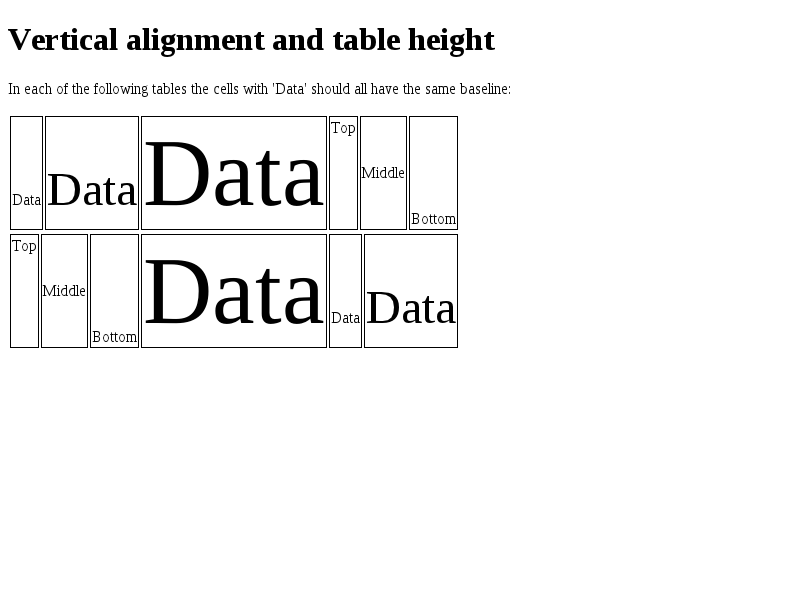 Vertical alignment and table height
In each of the following tables the cells with 'Data' should all have the same baseline:
Data Data Data Top Middle Bottom
Top Middle Bottom Data Data Data